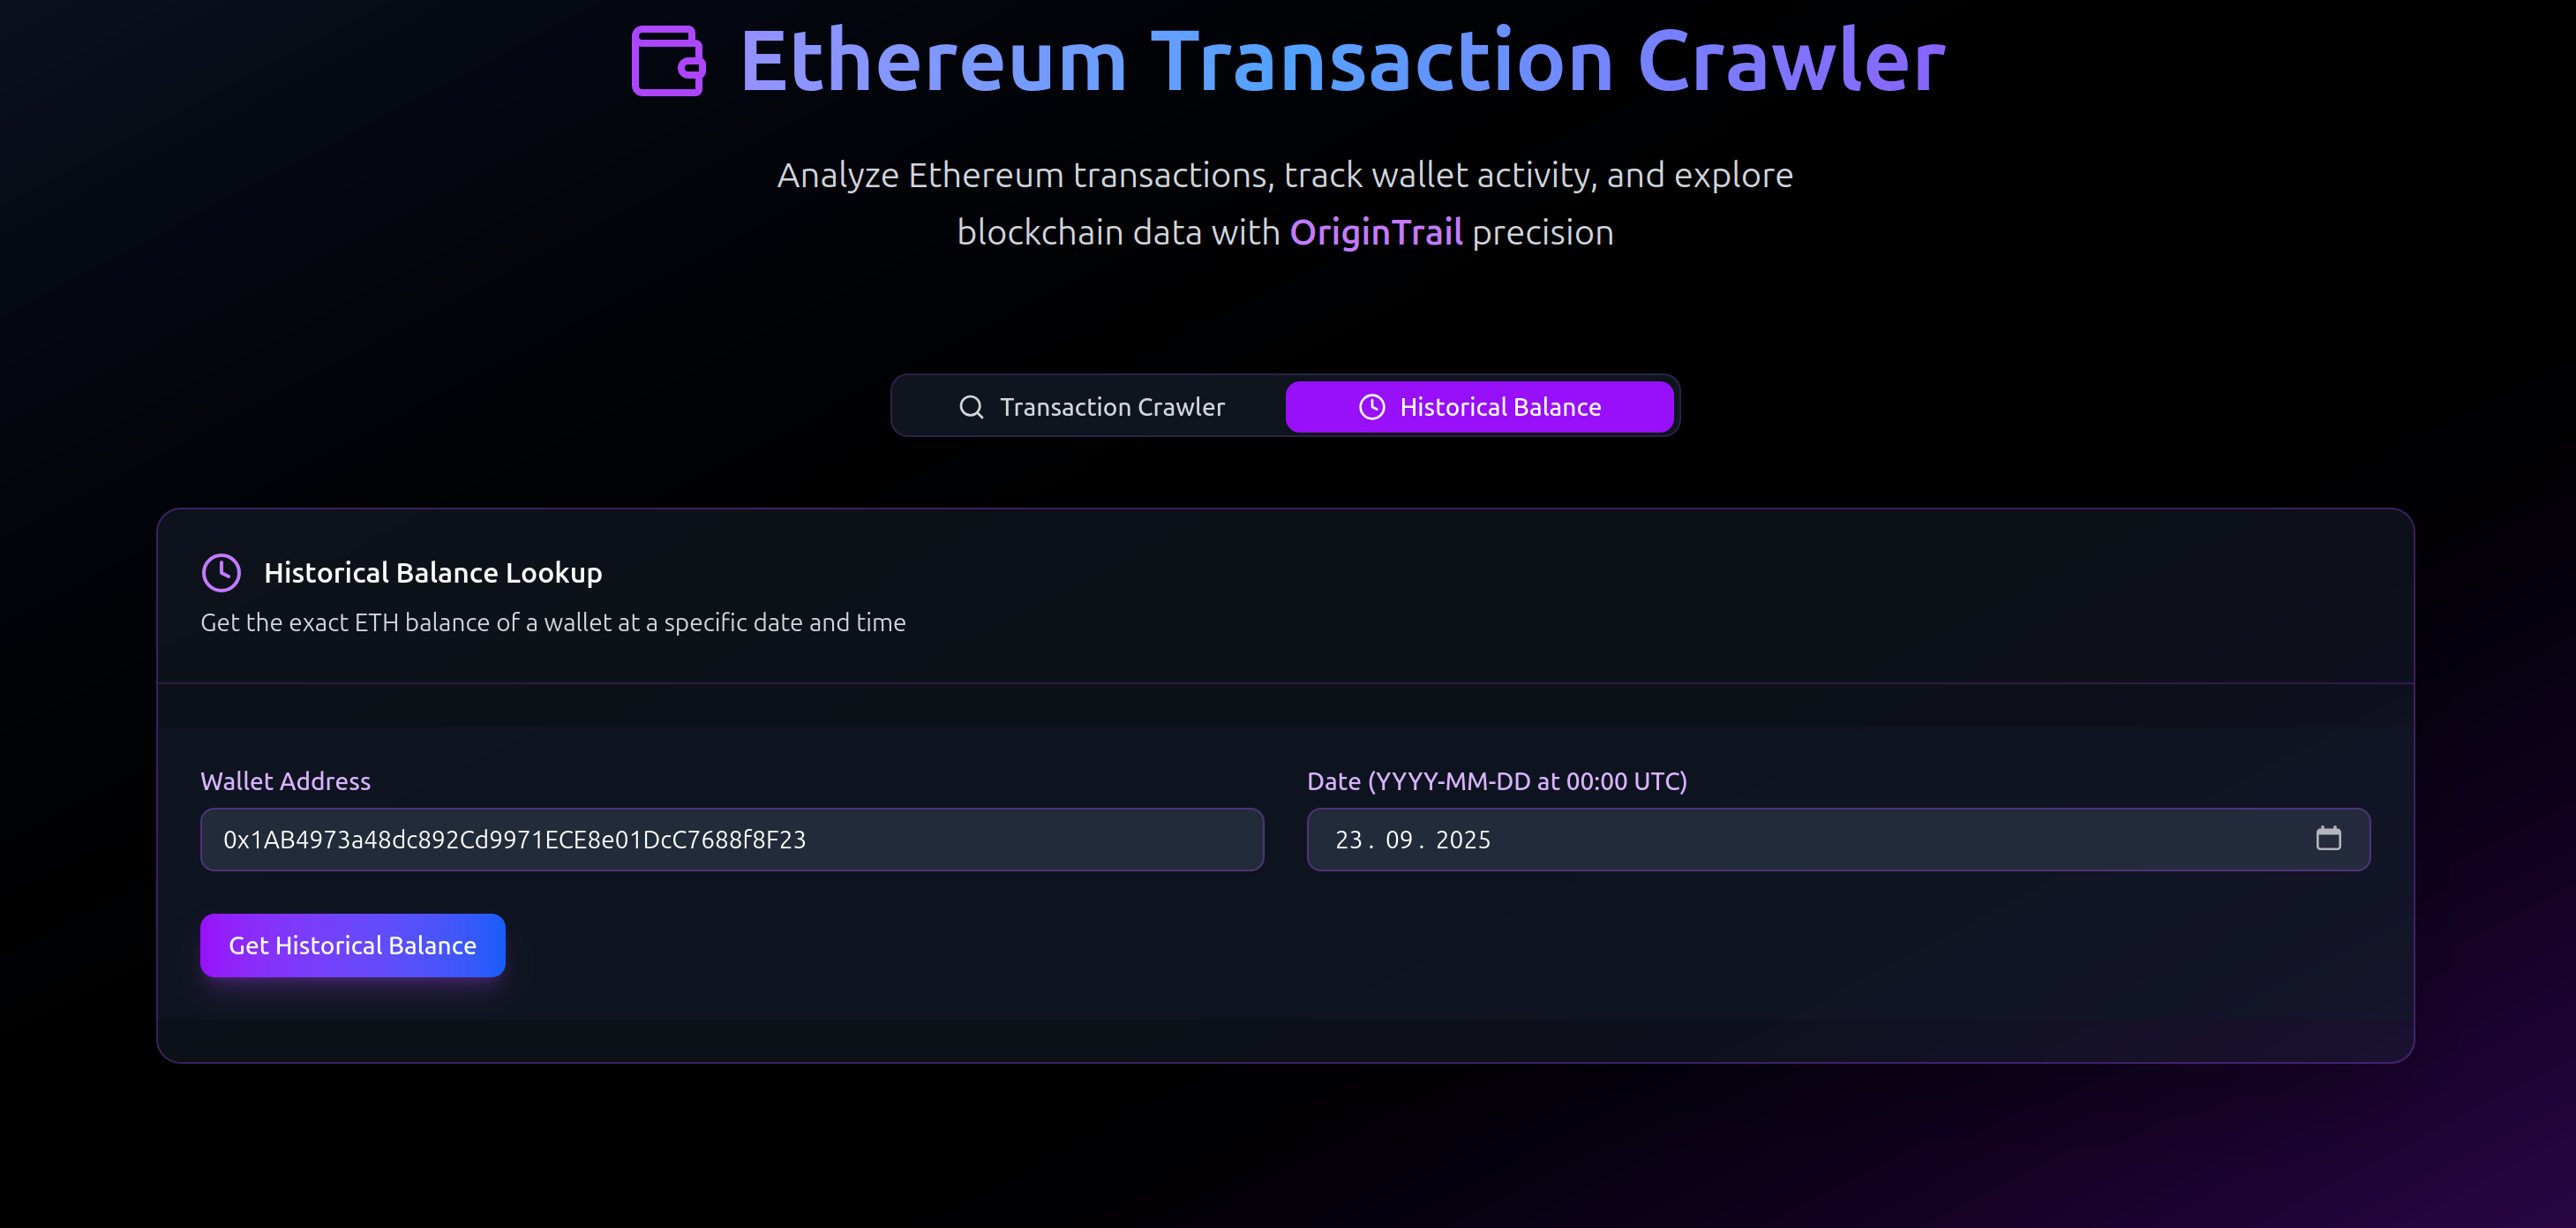 Ethereum Transaction Crawler
Analyze Ethereum transactions, track wallet activity, and explore
blockchain data with OriginTrail precision
Transaction Crawler
Historical Balance
Historical Balance Lookup
Get the exact ETH balance of a wallet at a specific date and time
Wallet Address
0x1AB4973a48dc892Cd9971ECE8e01DcC7688f8F23
Date (YYYY-MM-DD at 00:00 UTC)
23. 09. 2025
Get Historical Balance